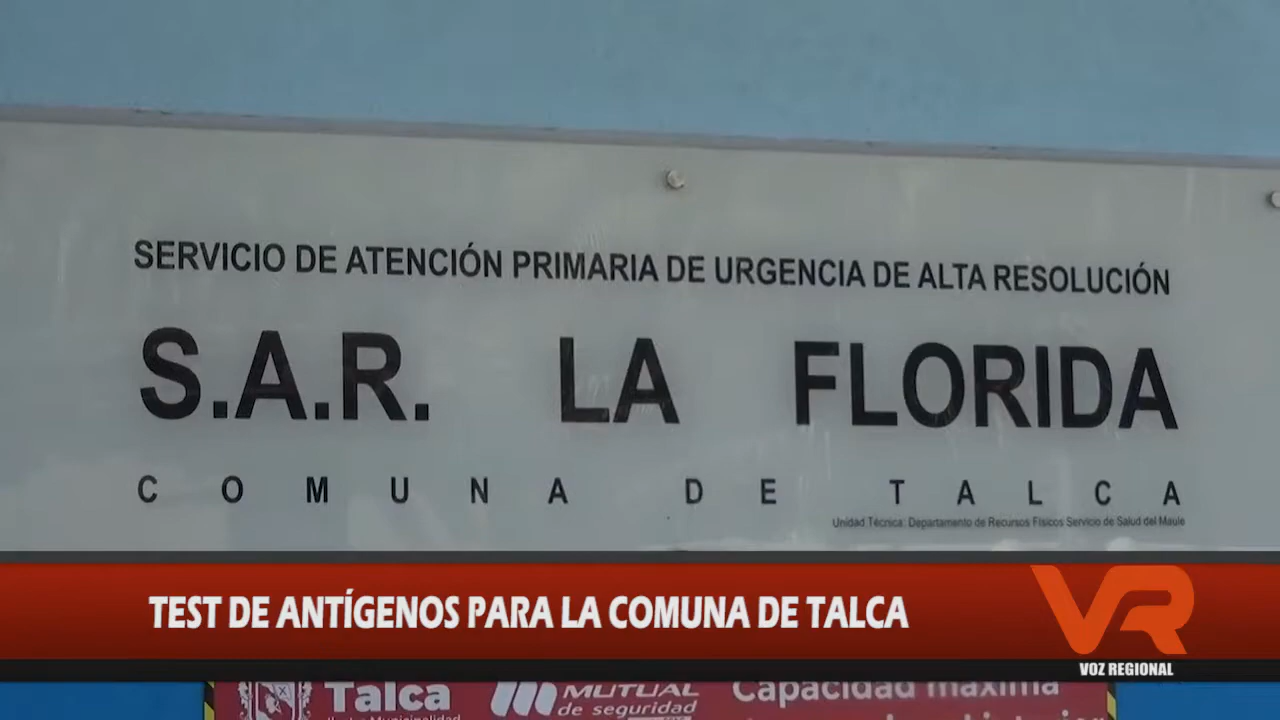 SERVICIO DE ATENCIÓN PRIMARIA DE URGENCIA DE ALTA RESOLUCIÓN
S.A.R. LA FLORIDA
COMUNA DE TALCA
Unidad Técnica: Departamento de Recursos Físicos Servicio de Salud del Maule
TEST DE ANTÍGENOS PARA LA COMUNA DE TALCA
VR
VOZ REGIONAL
Talca
MUTUAL
de seguridad
Capacidad máxima